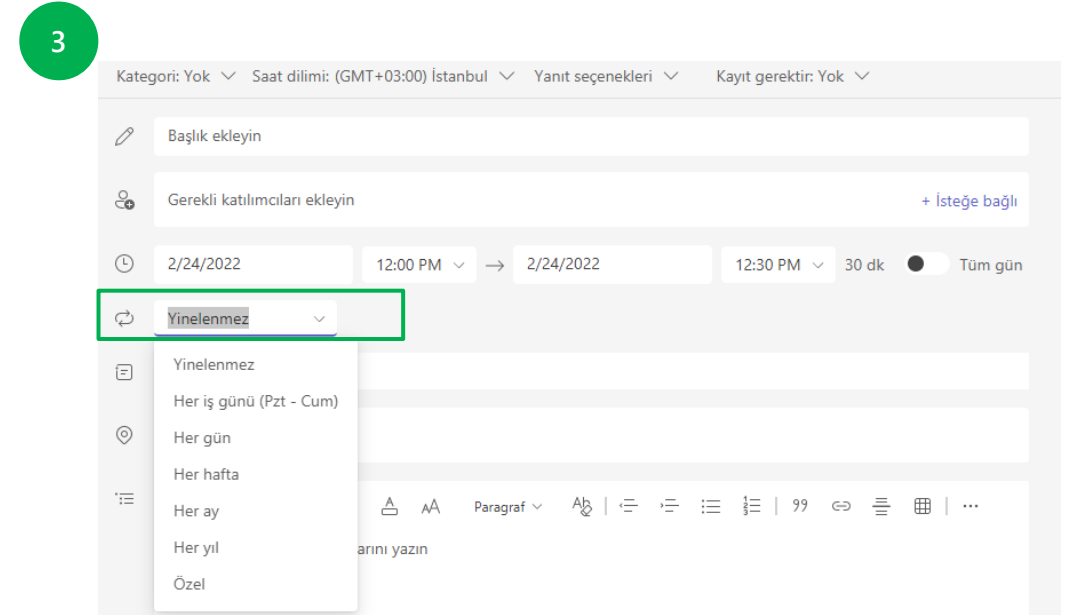 3
Kategori: Yok Saat dilimi: (GMT+03:00) İstanbul Yanıt seçenekleri Kayıt gerektir: Yok
Başlık ekleyin
Gerekli katılımcıları ekleyin + İsteğe bağlı
2/24/2022 12:00 PM → 2/24/2022 12:30 PM 30 dk Tüm gün
Yinelenmez
Yinelenmez
Her iş günü (Pzt - Cum)
Her gün
Her hafta
Her ay
Paragraf
Her yıl
arını yazın
Özel